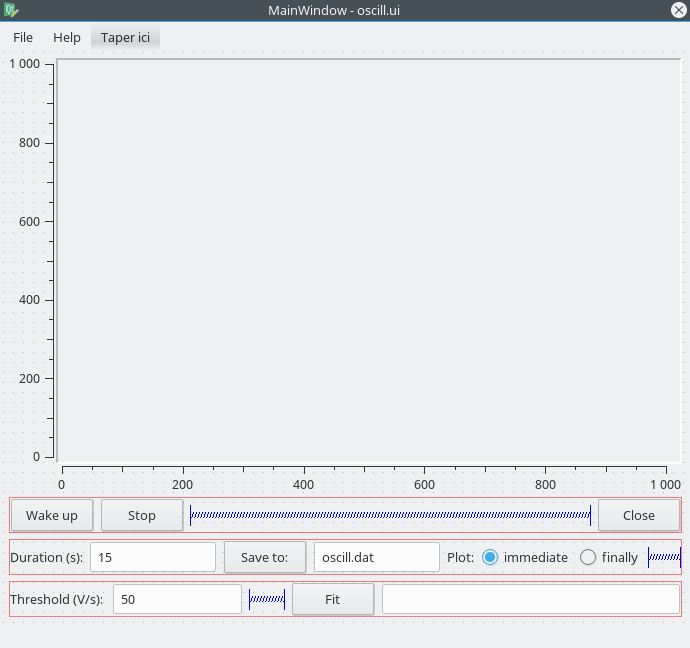 MainWindow - oscill.ui
File Help Taper ici
1 000
800
600
400
200
0
0 200 400 600 800 1 000
Wake up Stop Close
Duration (s): 15 Save to: oscill.dat Plot: immediate finally
Threshold (V/s): 50 Fit